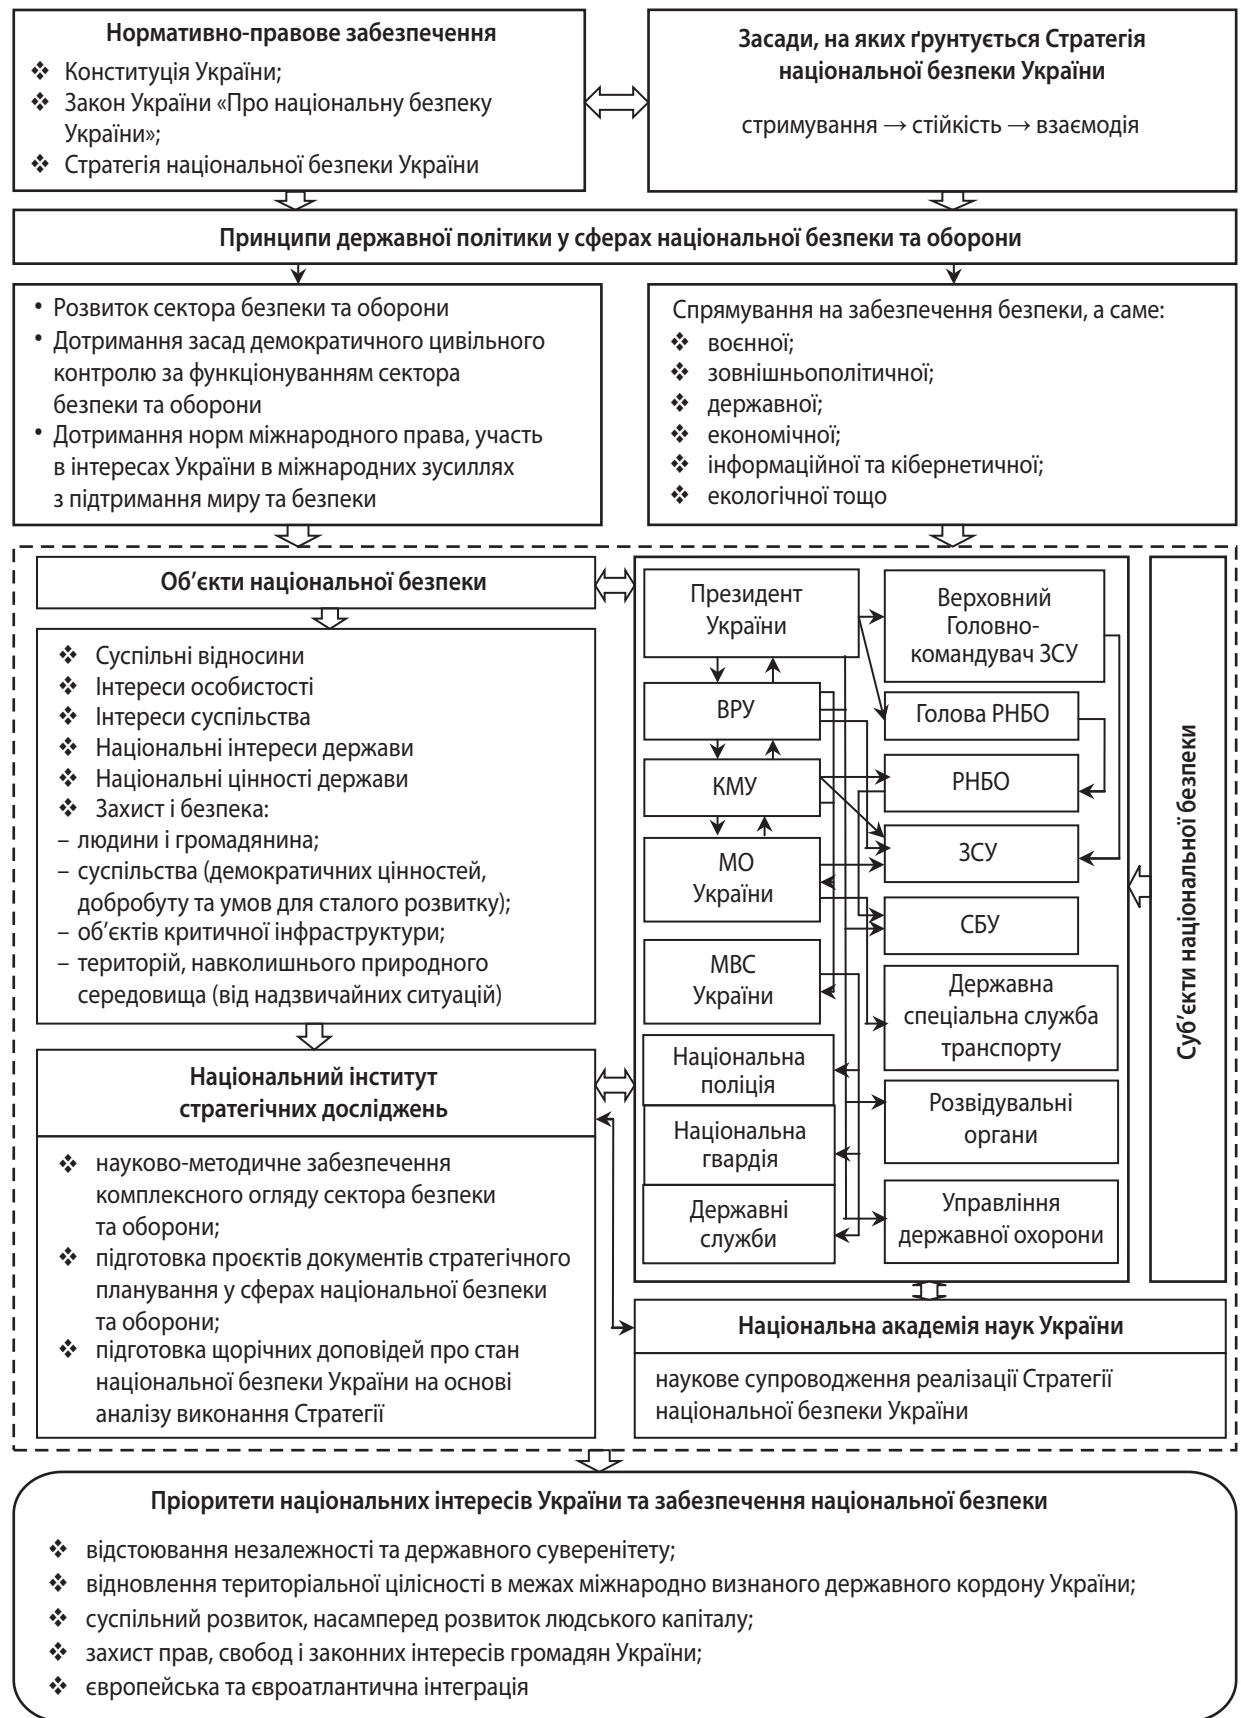 Нормативно-правове забезпечення
❖ Конституція України;
❖ Закон України «Про національну безпеку
України»;
❖ Стратегія національної безпеки України
Засади, на яких ґрунтується Стратегія
національної безпеки України
стримування → стійкість → взаємодія
Принципи державної політики у сферах національної безпеки та оборони
• Розвиток сектора безпеки та оборони
• Дотримання засад демократичного цивільного
контролю за функціонуванням сектора
безпеки та оборони
• Дотримання норм міжнародного права, участь
в інтересах України в міжнародних зусиллях
з підтримання миру та безпеки
Спрямування на забезпечення безпеки, а саме:
❖ воєнної;
❖ зовнішньополітичної;
❖ державної;
❖ економічної;
❖ інформаційної та кібернетичної;
❖ екологічної тощо
Об’єкти національної безпеки
❖ Суспільні відносини
❖ Інтереси особистості
❖ Інтереси суспільства
❖ Національні інтереси держави
❖ Національні цінності держави
❖ Захист і безпека:
– людини і громадянина;
– суспільства (демократичних цінностей,
добробуту та умов для сталого розвитку);
– об’єктів критичної інфраструктури;
– територій, навколишнього природного
середовища (від надзвичайних ситуацій)
Національний інститут
стратегічних досліджень
❖ науково-методичне забезпечення
комплексного огляду сектора безпеки
та оборони;
❖ підготовка проєктів документів стратегічного
планування у сферах національної безпеки
та оборони;
❖ підготовка щорічних доповідей про стан
національної безпеки України на основі
аналізу виконання Стратегії
Президент
України
ВРУ
КМУ
МО
України
МВС
України
Національна
поліція
Національна
гвардія
Державні
служби
Верховний
Головно-
командувач ЗСУ
Голова РНБО
РНБО
ЗСУ
СБУ
Державна
спеціальна служба
транспорту
Розвідувальні
органи
Управління
державної охорони
Суб’єкти національної безпеки
Національна академія наук України
наукове супроводження реалізації Стратегії
національної безпеки України
Пріоритети національних інтересів України та забезпечення національної безпеки
❖ відстоювання незалежності та державного суверенітету;
❖ відновлення територіальної цілісності в межах міжнародно визнаного державного кордону України;
❖ суспільний розвиток, насамперед розвиток людського капіталу;
❖ захист прав, свобод і законних інтересів громадян України;
❖ європейська та євроатлантична інтеграція